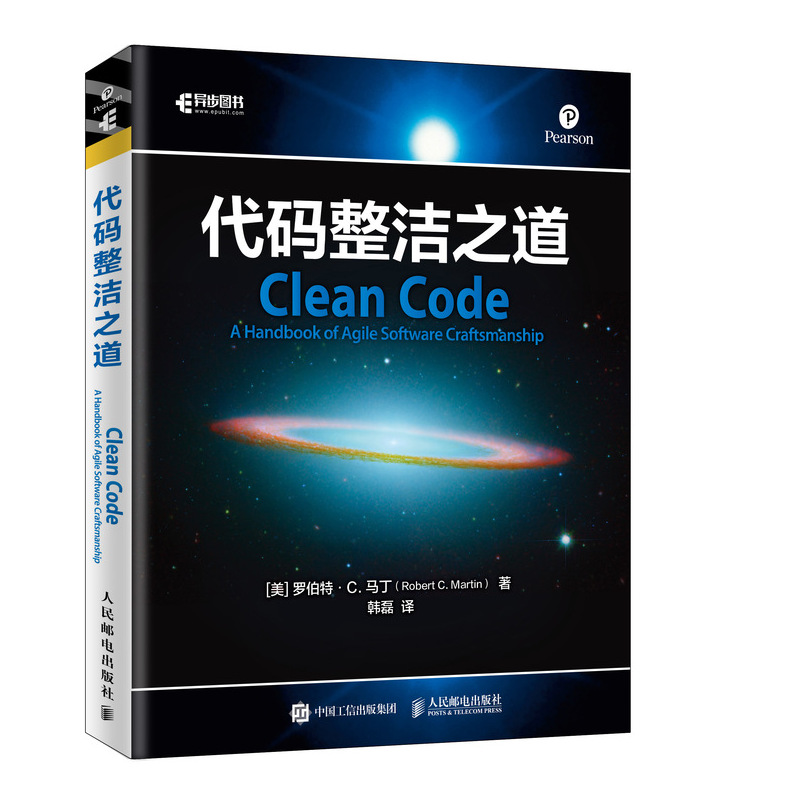 Pearson
代码整洁之道
Clean Code
A Handbook of Agile Software Craftsmanship
人民邮电出版社
异步图书
www.epubit.com
Pearson
代码整洁之道
Clean Code
A Handbook of Agile Software Craftsmanship
[美] 罗伯特·C. 马丁（Robert C. Martin） 著
韩磊 译
中国工信出版集团 人民邮电出版社
POSTS & TELECOM PRESS